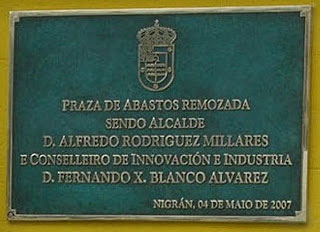 PRAZA DE ABASTOS REMOZADA
SENDO ALCALDE
D. ALFREDO RODRIGUEZ MILLARES
E CONSELLEIRO DE INNOVACIÓN E INDUSTRIA
D. FERNANDO X. BLANCO ALVAREZ
NIGRÁN, 04 DE MAIO DE 2007